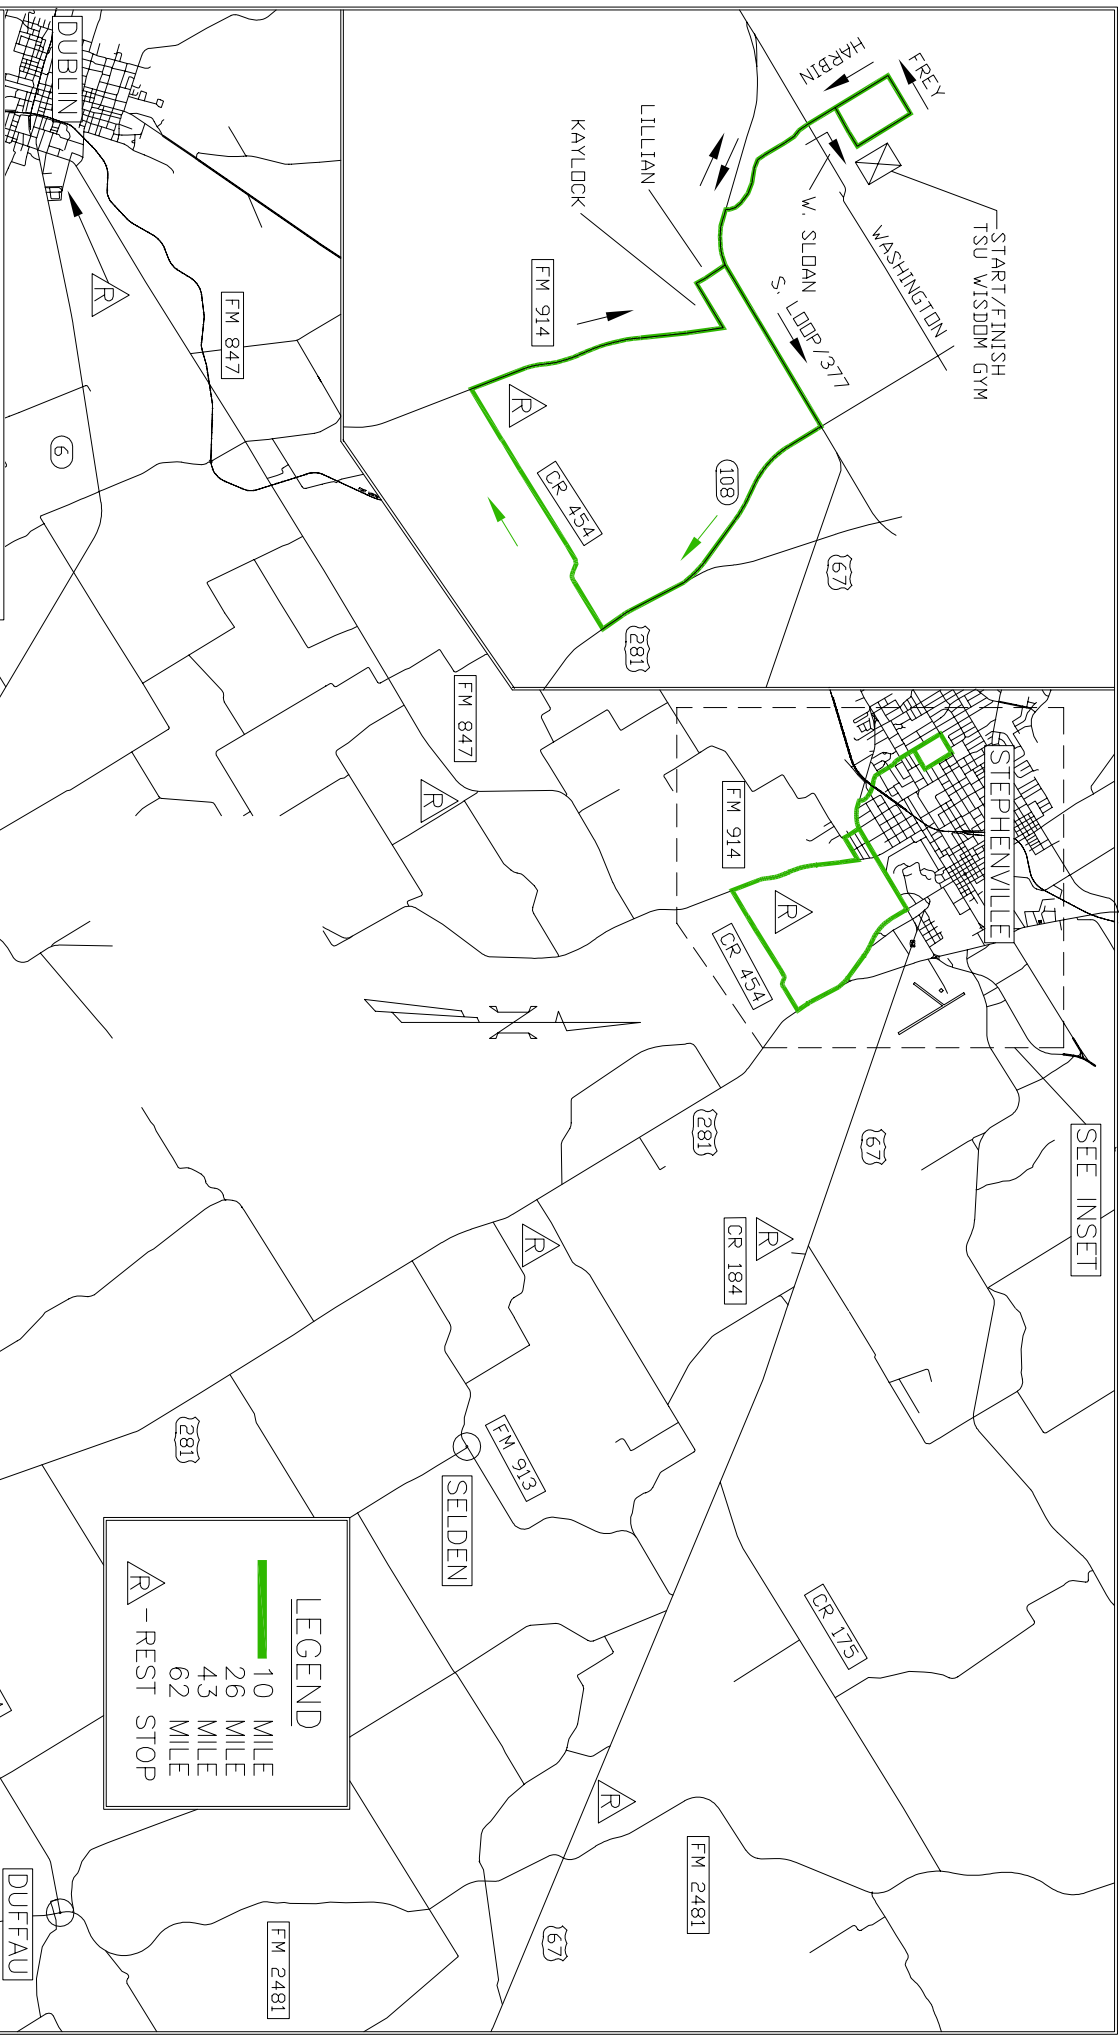 START/FINISH
TSU WISDOM GYM
FREY
HARBIN
WASHINGTON
W. SLOAN
S. LOOP/377
LILLIAN
KAYLOCK
FM 914
R
CR 454
108
67
281
SEE INSET
STEPHENVILLE
FM 914
R
CR 454
281
67
R
CR 184
CR 175
FM 2481
67
R
R
FM 913
SELDEN
N
FM 847
R
DUBLIN
R
FM 847
6
281
LEGEND
10 MILE
26 MILE
43 MILE
62 MILE
R -REST STOP
FM 2481
DUFFAU